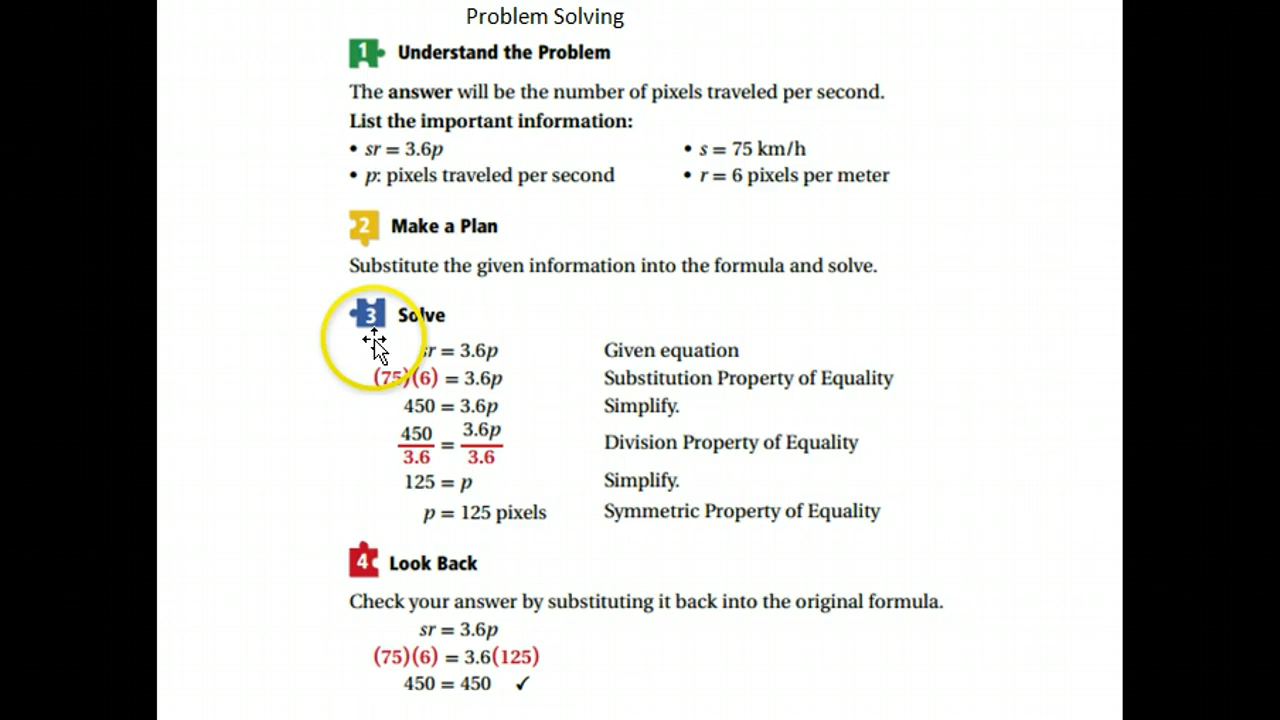 Problem Solving
1 Understand the Problem
The answer will be the number of pixels traveled per second.
List the important information:
• sr = 3.6p • s = 75 km/h
• p: pixels traveled per second • r = 6 pixels per meter
2 Make a Plan
Substitute the given information into the formula and solve.
3 Solve
sr = 3.6p Given equation
(75)(6) = 3.6p Substitution Property of Equality
450 = 3.6p Simplify.
450/3.6 = 3.6p/3.6 Division Property of Equality
125 = p Simplify.
p = 125 pixels Symmetric Property of Equality
4 Look Back
Check your answer by substituting it back into the original formula.
sr = 3.6p
(75)(6) = 3.6(125)
450 = 450 ✓